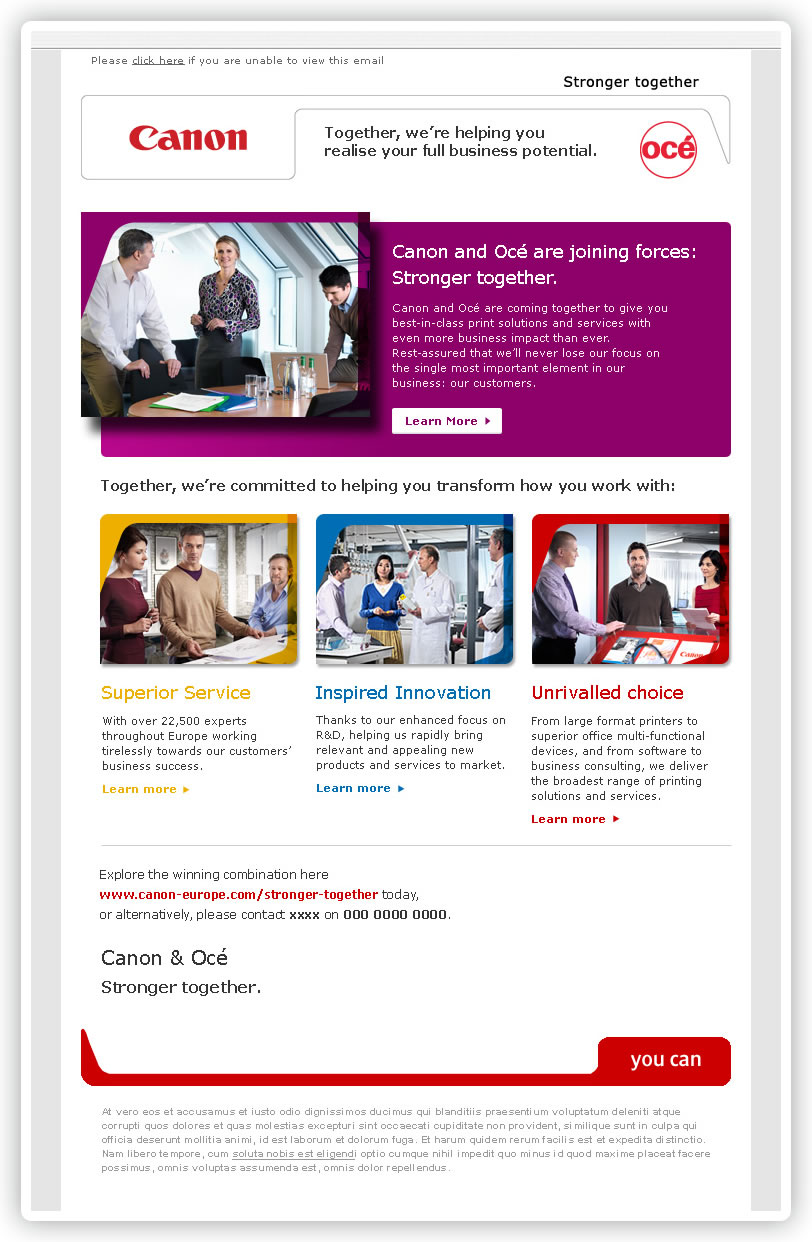 Please click here if you are unable to view this email
Stronger together
Canon
Together, we're helping you
realise your full business potential.
océ
Canon and Océ are joining forces:
Stronger together.
Canon and Océ are coming together to give you
best-in-class print solutions and services with
even more business impact than ever.
Rest-assured that we'll never lose our focus on
the single most important element in our
business: our customers.
Learn More
Together, we're committed to helping you transform how you work with:
Canon
Superior Service
With over 22,500 experts
throughout Europe working
tirelessly towards our customers'
business success.
Learn more
Inspired Innovation
Thanks to our enhanced focus on
R&D, helping us rapidly bring
relevant and appealing new
products and services to market.
Learn more
Unrivalled choice
From large format printers to
superior office multi-functional
devices, and from software to
business consulting, we deliver
the broadest range of printing
solutions and services.
Learn more
Explore the winning combination here
www.canon-europe.com/stronger-together today,
or alternatively, please contact xxxx on 000 0000 0000.
Canon & Océ
Stronger together.
you can
At vero eos et accusamus et iusto odio dignissimos ducimus qui blanditiis praesentium voluptatum deleniti atque
corrupti quos dolores et quas molestias excepturi sint occaecati cupiditate non provident, similique sunt in culpa qui
officia deserunt mollitia animi, id est laborum et dolorum fuga. Et harum quidem rerum facilis est et expedita distinctio.
Nam libero tempore, cum soluta nobis est eligendi optio cumque nihil impedit quo minus id quod maxime placeat facere
possimus, omnis voluptas assumenda est, omnis dolor repellendus.